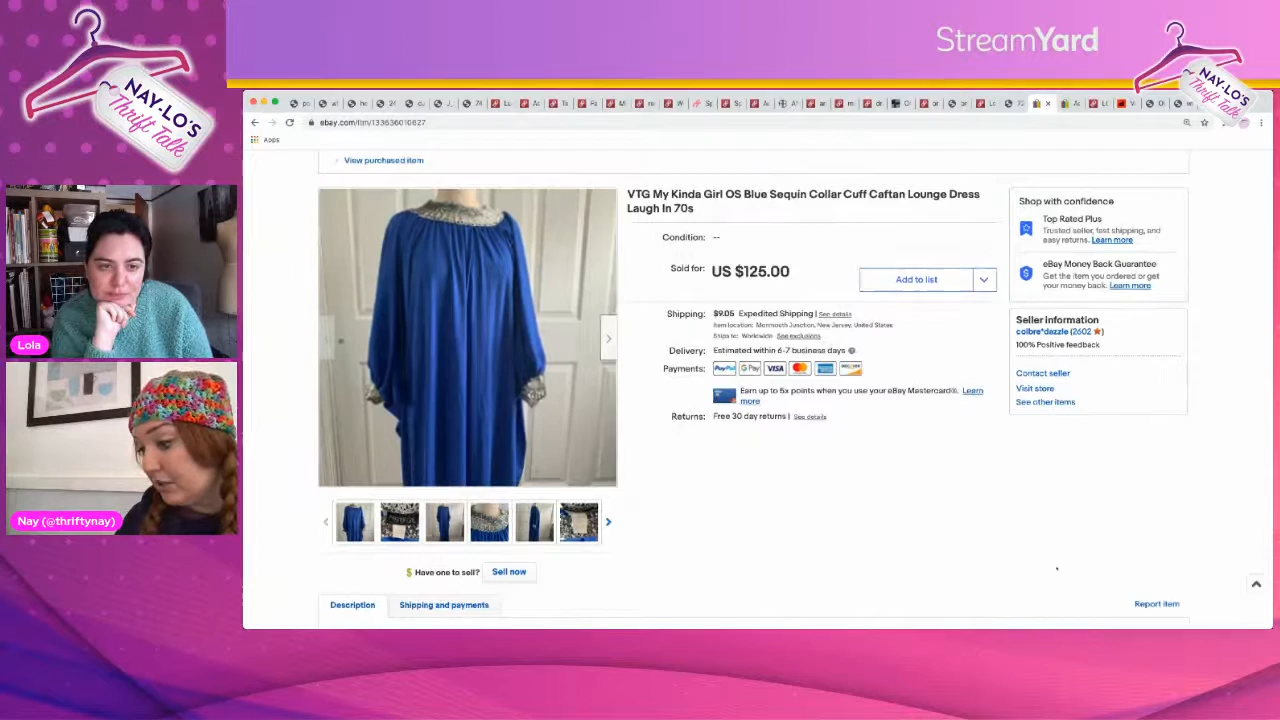 NAY-LO'S
Thrift Talk
StreamYard
NAY-LO'S
Thrift Talk
ebay.com/itm/133636010627
Apps
View purchased item
VTG My Kinda Girl OS Blue Sequin Collar Cuff Caftan Lounge Dress
Laugh In 70s
Condition: --
Sold for: US $125.00
Add to list
Shipping: $9.05 Expedited Shipping | See details
Item location: Monmouth Junction, New Jersey, United States
Ships to: Worldwide See exclusions
Delivery: Estimated within 6-7 business days
Payments: PayPal G Pay VISA
Earn up to 5x points when you use your eBay Mastercard®. Learn
more
Returns: Free 30 day returns | See details
Shop with confidence
Top Rated Plus
Trusted seller, fast shipping, and
easy returns. Learn more
eBay Money Back Guarantee
Get the item you ordered or get
your money back. Learn more
Seller information
colbre*dazzle (2602 )
100% Positive feedback
Contact seller
Visit store
See other items
Have one to sell? Sell now
Description
Shipping and payments
Report item
Lola
Nay (@thriftynay)